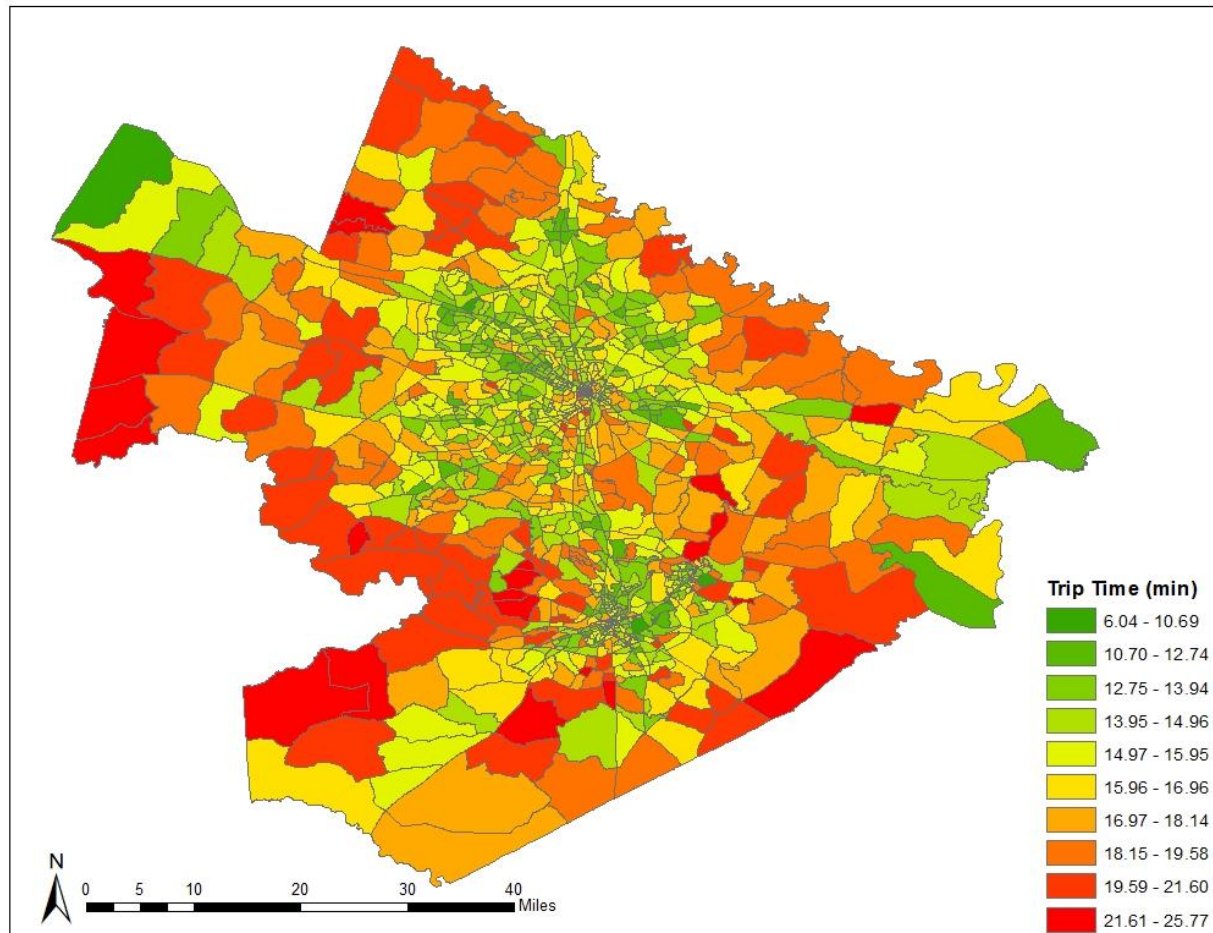 Trip Time (min)
6.04 - 10.69
10.70 - 12.74
12.75 - 13.94
13.95 - 14.96
14.97 - 15.95
15.96 - 16.96
16.97 - 18.14
18.15 - 19.58
19.59 - 21.60
21.61 - 25.77
N
0 5 10 20 30 40
Miles